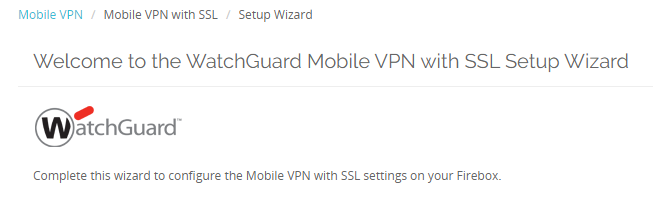 Mobile VPN / Mobile VPN with SSL / Setup Wizard
Welcome to the WatchGuard Mobile VPN with SSL Setup Wizard
WatchGuard™
Complete this wizard to configure the Mobile VPN with SSL settings on your Firebox.